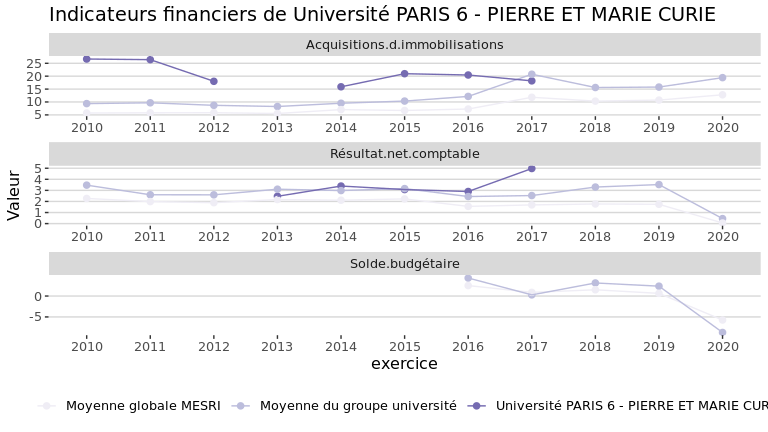 Indicateurs financiers de Université PARIS 6 - PIERRE ET MARIE CURIE
Acquisitions.d.immobilisations
25
20
15
10
5
2010 2011 2012 2013 2014 2015 2016 2017 2018 2019 2020
Résultat.net.comptable
5
4
3
2
1
0
2010 2011 2012 2013 2014 2015 2016 2017 2018 2019 2020
Valeur
Solde.budgétaire
0
-5
2010 2011 2012 2013 2014 2015 2016 2017 2018 2019 2020
exercice
Moyenne globale MESRI Moyenne du groupe université Université PARIS 6 - PIERRE ET MARIE CUR